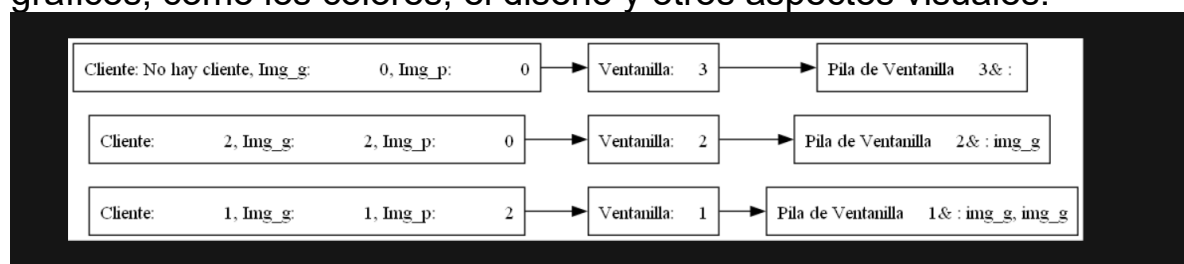 gráficos, como los colores, el diseño y otros aspectos visuales.
Cliente: No hay cliente, Img_g: 0, Img_p: 0 Ventanilla: 3 Pila de Ventanilla 3& :
Cliente: 2, Img_g: 2, Img_p: 0 Ventanilla: 2 Pila de Ventanilla 2& : img_g
Cliente: 1, Img_g: 1, Img_p: 2 Ventanilla: 1 Pila de Ventanilla 1& : img_g, img_g